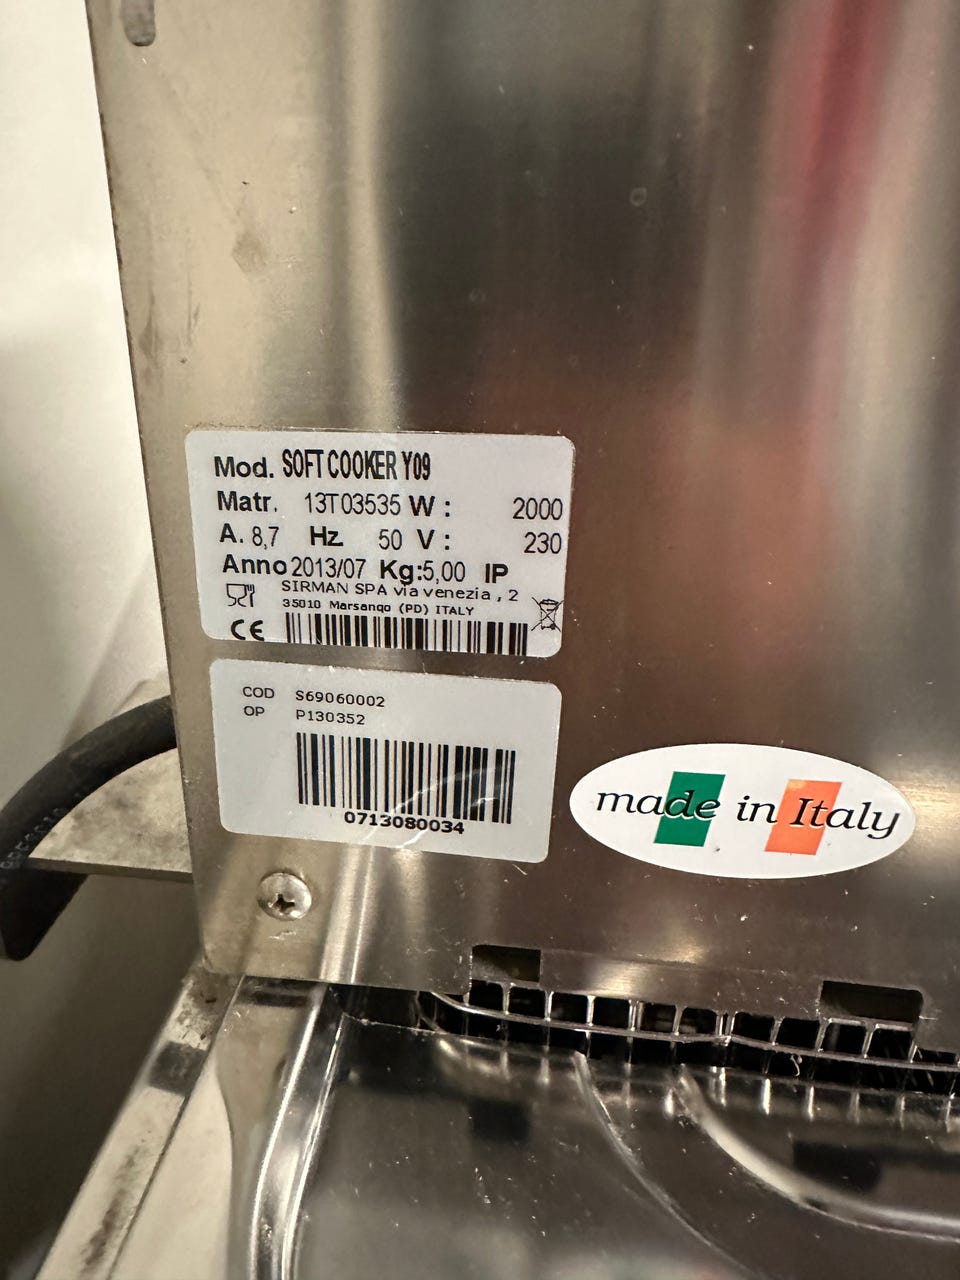 Mod. SOFT COOKER Y09
Matr. 13T03535 W : 2000
A. 8,7 Hz 50 V : 230
Anno 2013/07 Kg:5,00 IP
SIRMAN SPA via venezia , 2
35010 Marsango (PD) ITALY
CE
COD S69060002
OP P130352
0713080034
made in Italy